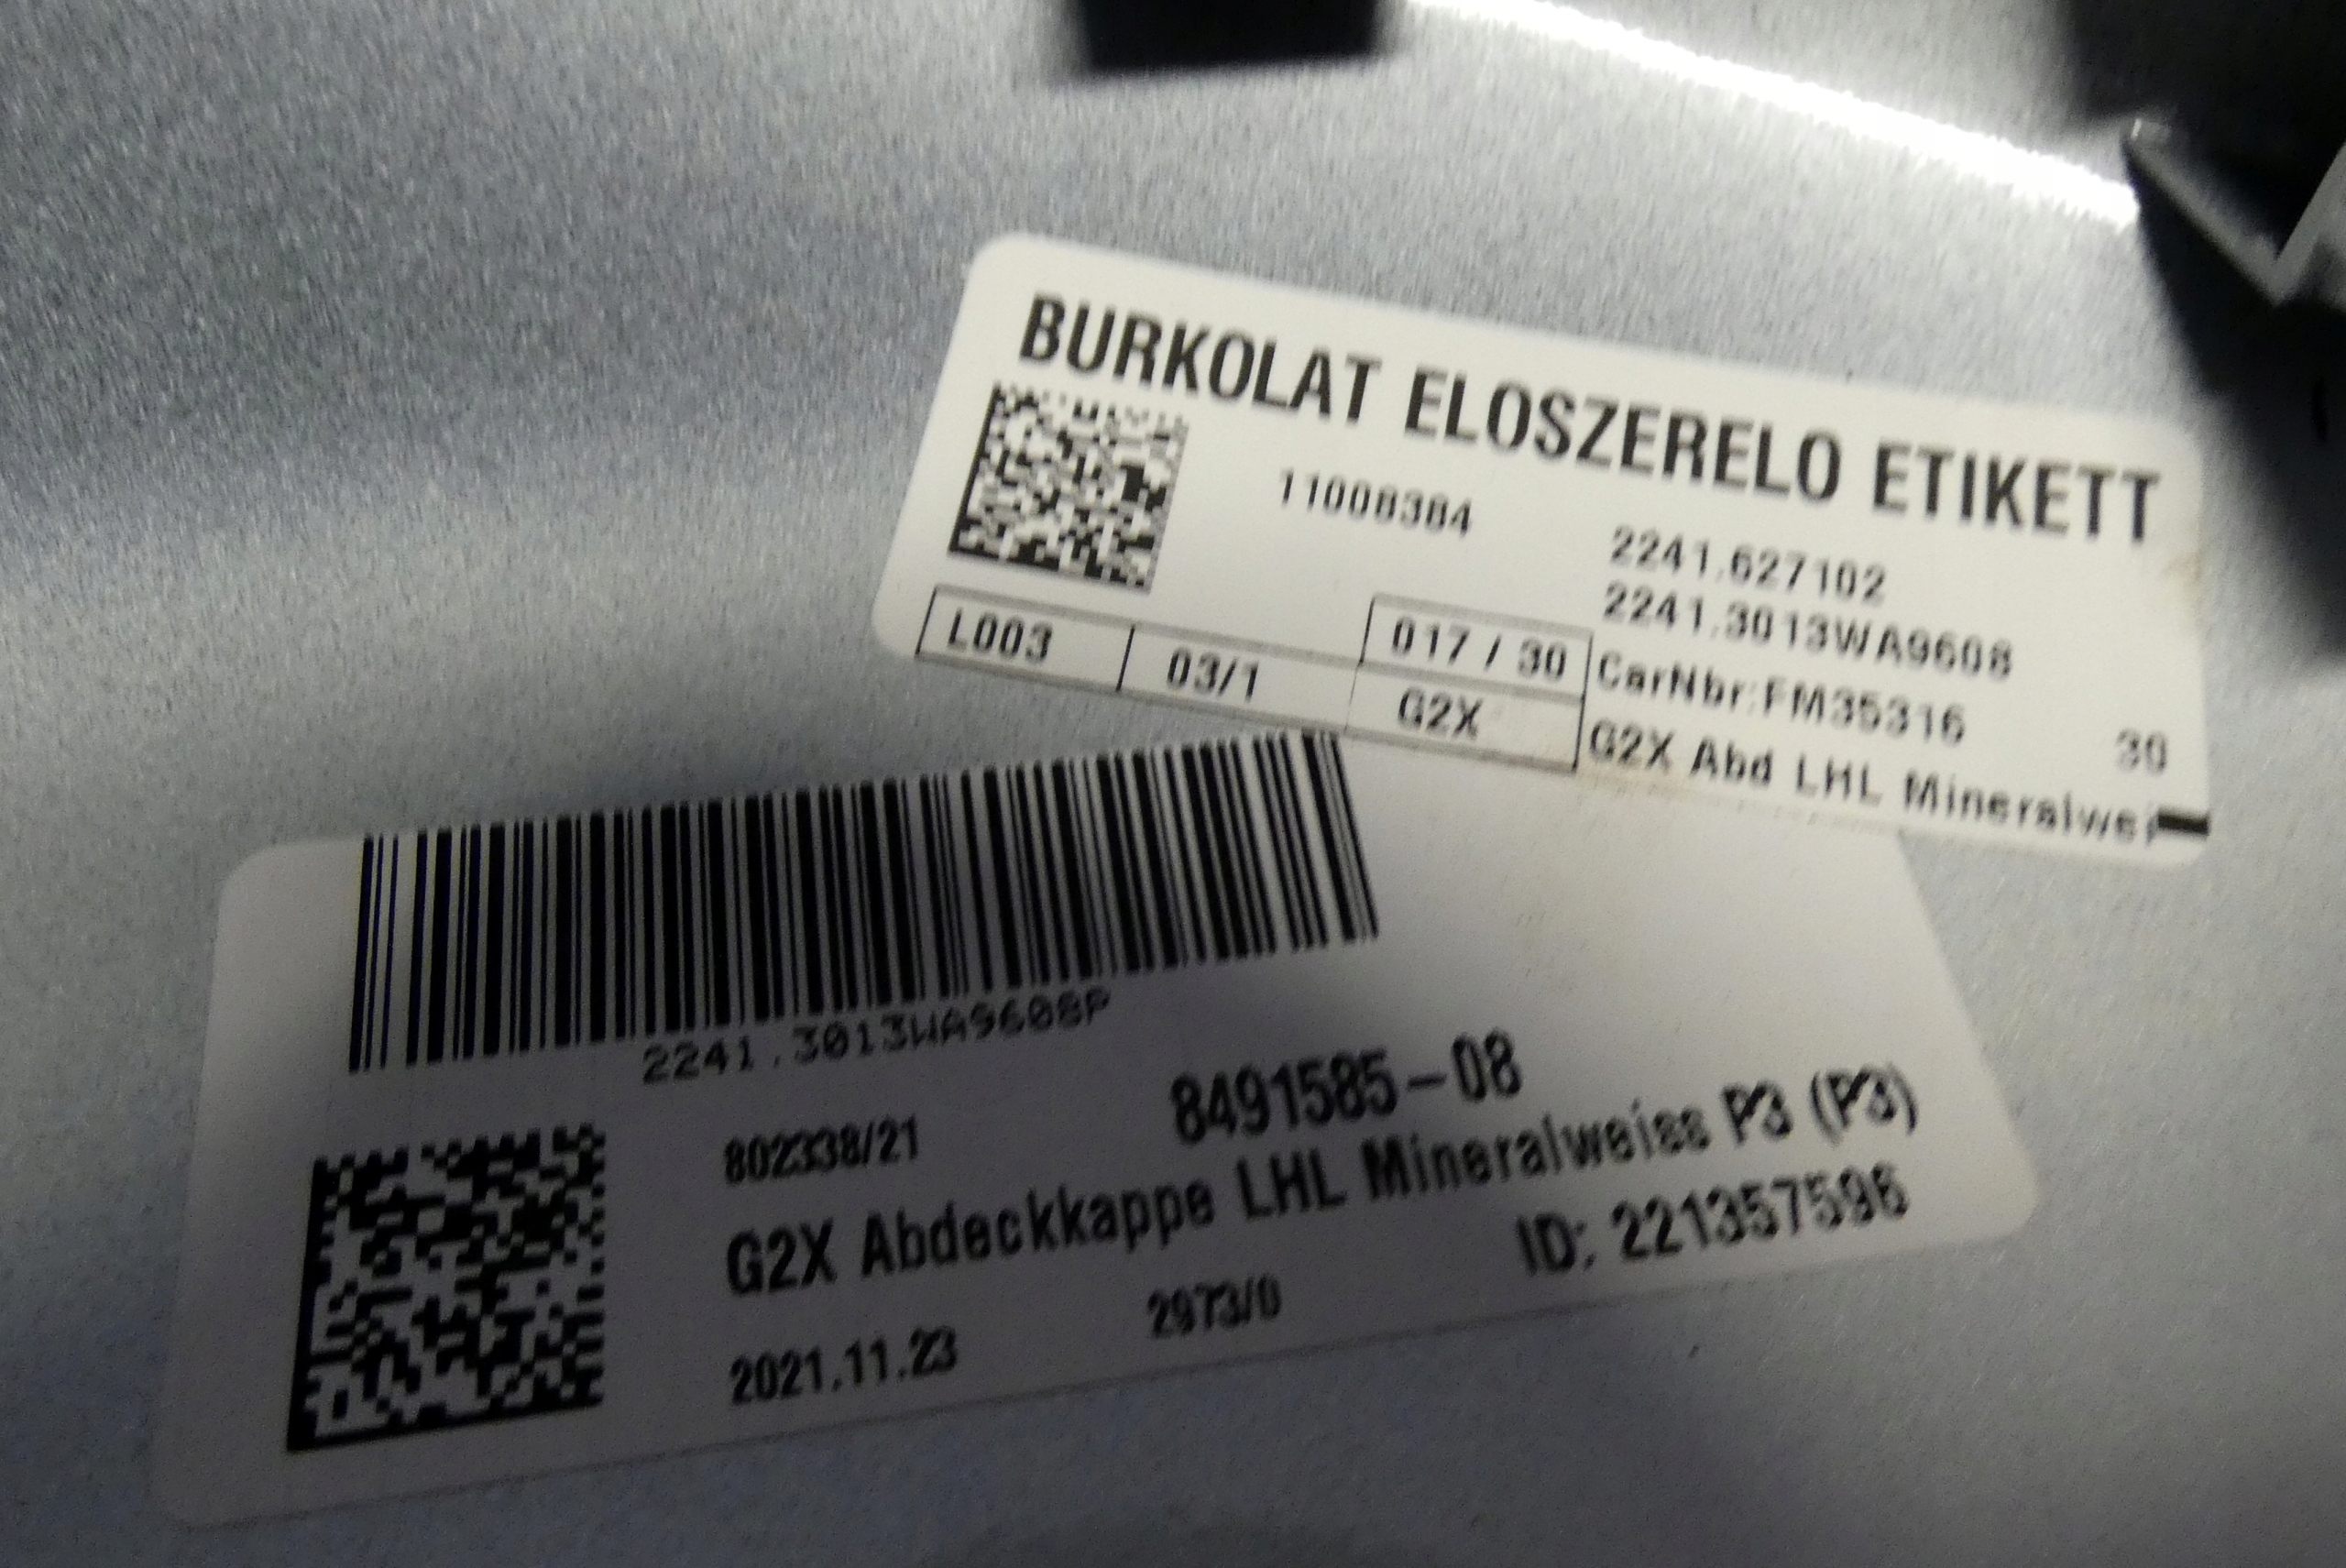 BURKOLAT ELOSZERELO ETIKETT
11008384
2241.627102
2241.3013WA9608
L003
03/1
017 / 30
G2X
CarNbr:FM35316
30
G2X Abd LHL Mineralwei
2241.3013WA9608P
802338/21
8491585-08
G2X Abdeckkappe LHL Mineralweiss P3 (P3)
2021.11.23
2973/0
ID: 221357596